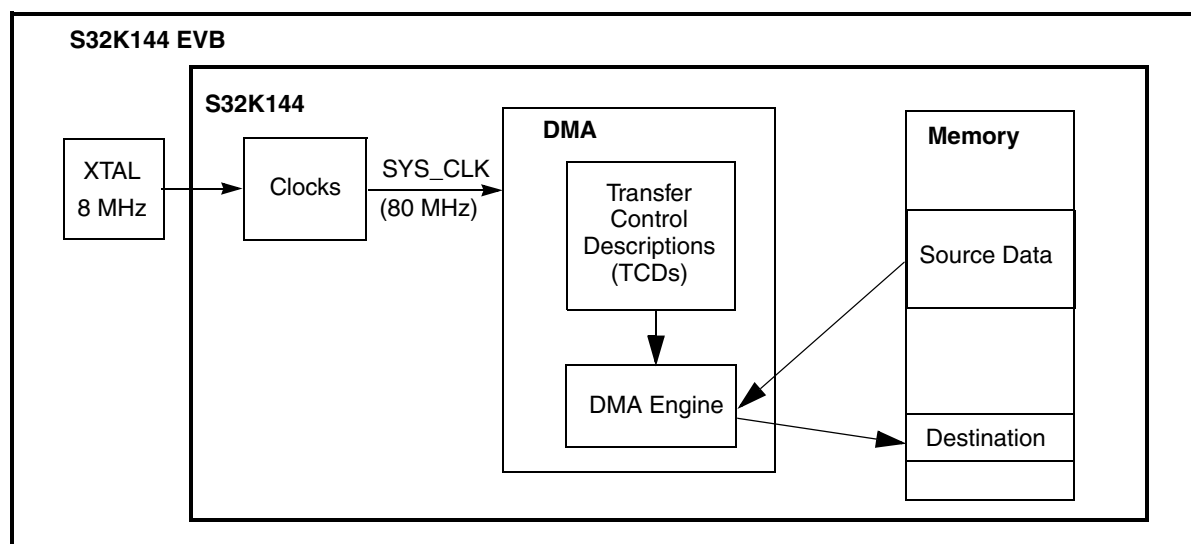 S32K144 EVB
S32K144
XTAL
8 MHz
Clocks
SYS_CLK
(80 MHz)
DMA
Transfer
Control
Descriptions
(TCDs)
DMA Engine
Memory
Source Data
Destination